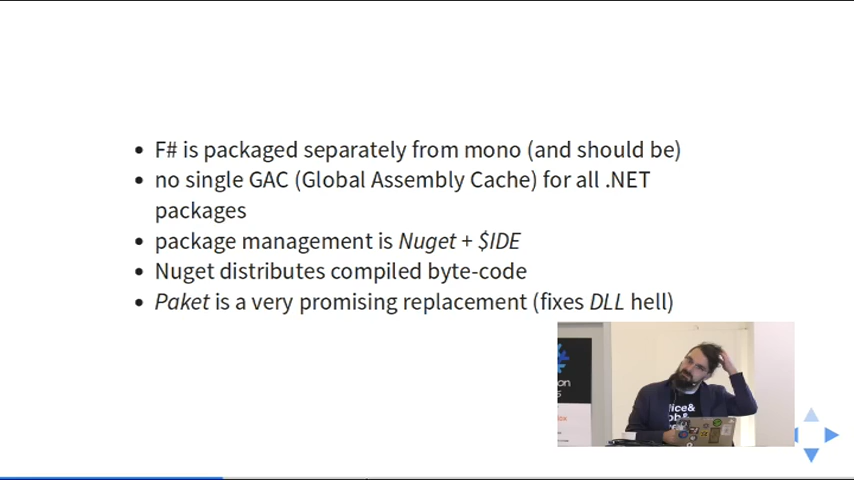 F# is packaged separately from mono (and should be)
no single GAC (Global Assembly Cache) for all .NET
packages
package management is Nuget + $IDE
Nuget distributes compiled byte-code
Paket is a very promising replacement (fixes DLL hell)